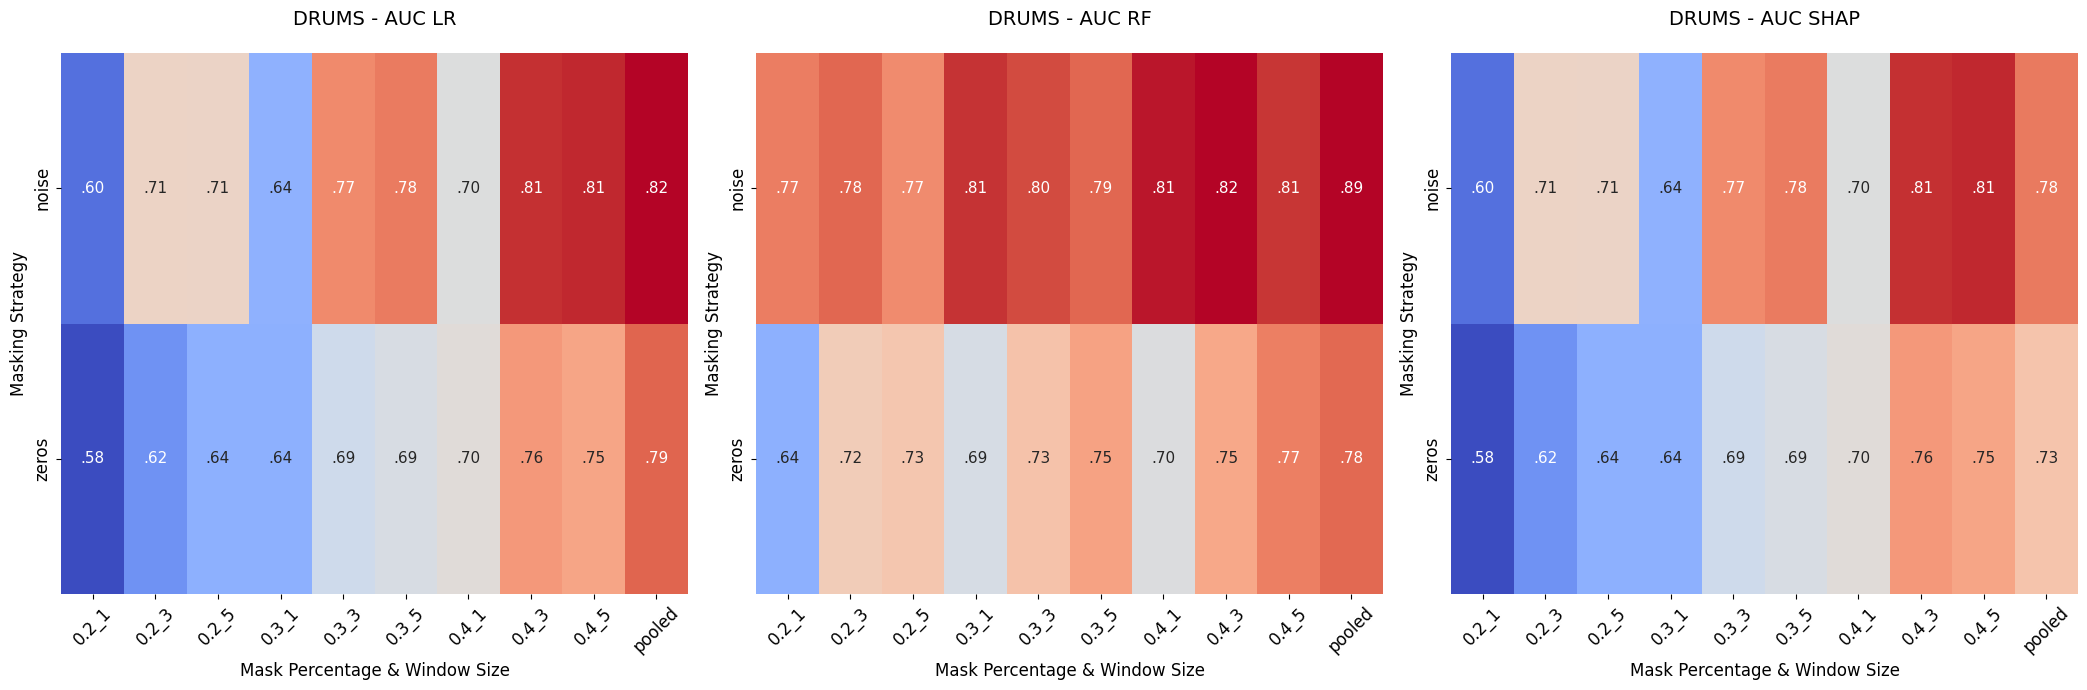 DRUMS - AUC LR
Masking Strategy
noise
.60 .71 .71 .64 .77 .78 .70 .81 .81 .82
zeros
.58 .62 .64 .64 .69 .69 .70 .76 .75 .79
0.2_1 0.2_3 0.2_5 0.3_1 0.3_3 0.3_5 0.4_1 0.4_3 0.4_5 pooled
Mask Percentage & Window Size
DRUMS - AUC RF
Masking Strategy
noise
.77 .78 .77 .81 .80 .79 .81 .82 .81 .89
zeros
.64 .72 .73 .69 .73 .75 .70 .75 .77 .78
0.2_1 0.2_3 0.2_5 0.3_1 0.3_3 0.3_5 0.4_1 0.4_3 0.4_5 pooled
Mask Percentage & Window Size
DRUMS - AUC SHAP
Masking Strategy
noise
.60 .71 .71 .64 .77 .78 .70 .81 .81 .78
zeros
.58 .62 .64 .64 .69 .69 .70 .76 .75 .73
0.2_1 0.2_3 0.2_5 0.3_1 0.3_3 0.3_5 0.4_1 0.4_3 0.4_5 pooled
Mask Percentage & Window Size